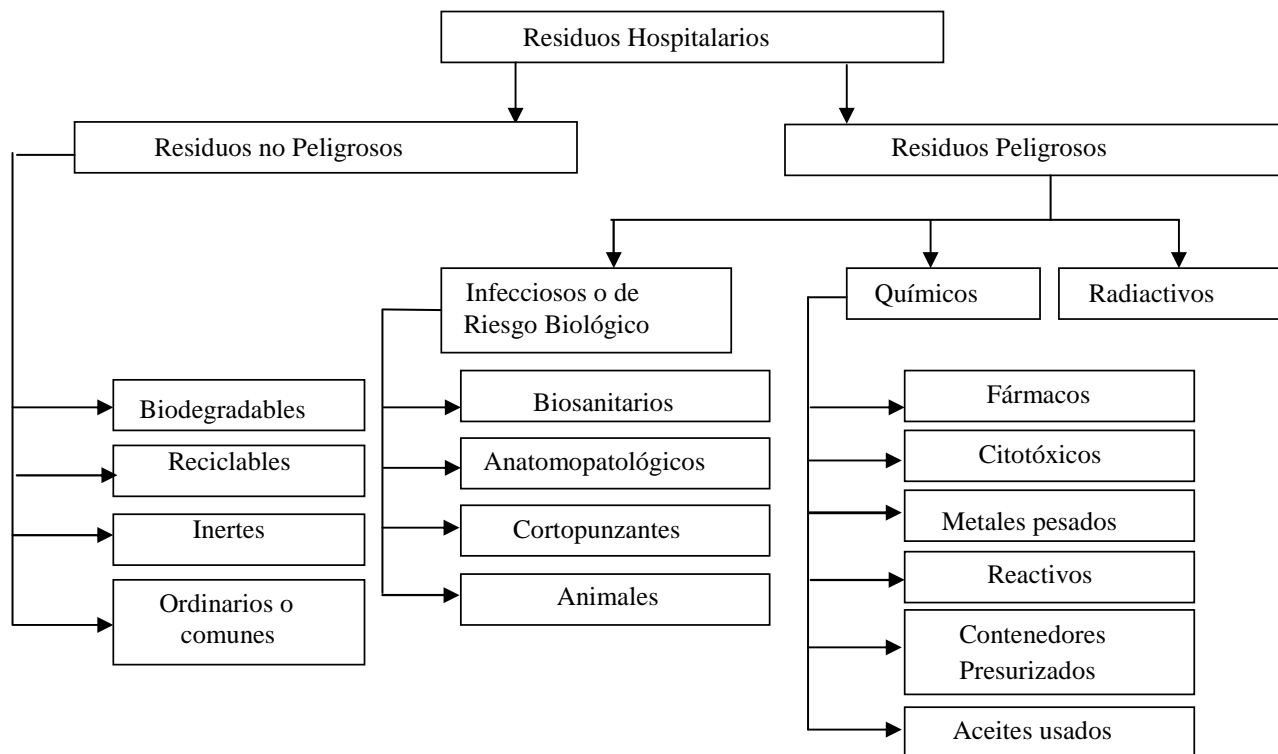 Residuos Hospitalarios
Residuos no Peligrosos
Residuos Peligrosos
Infecciosos o de
Riesgo Biológico
Químicos
Radiactivos
Biodegradables
Reciclables
Inertes
Ordinarios o
comunes
Biosanitarios
Anatomopatológicos
Cortopunzantes
Animales
Fármacos
Citotóxicos
Metales pesados
Reactivos
Contenedores
Presurizados
Aceites usados